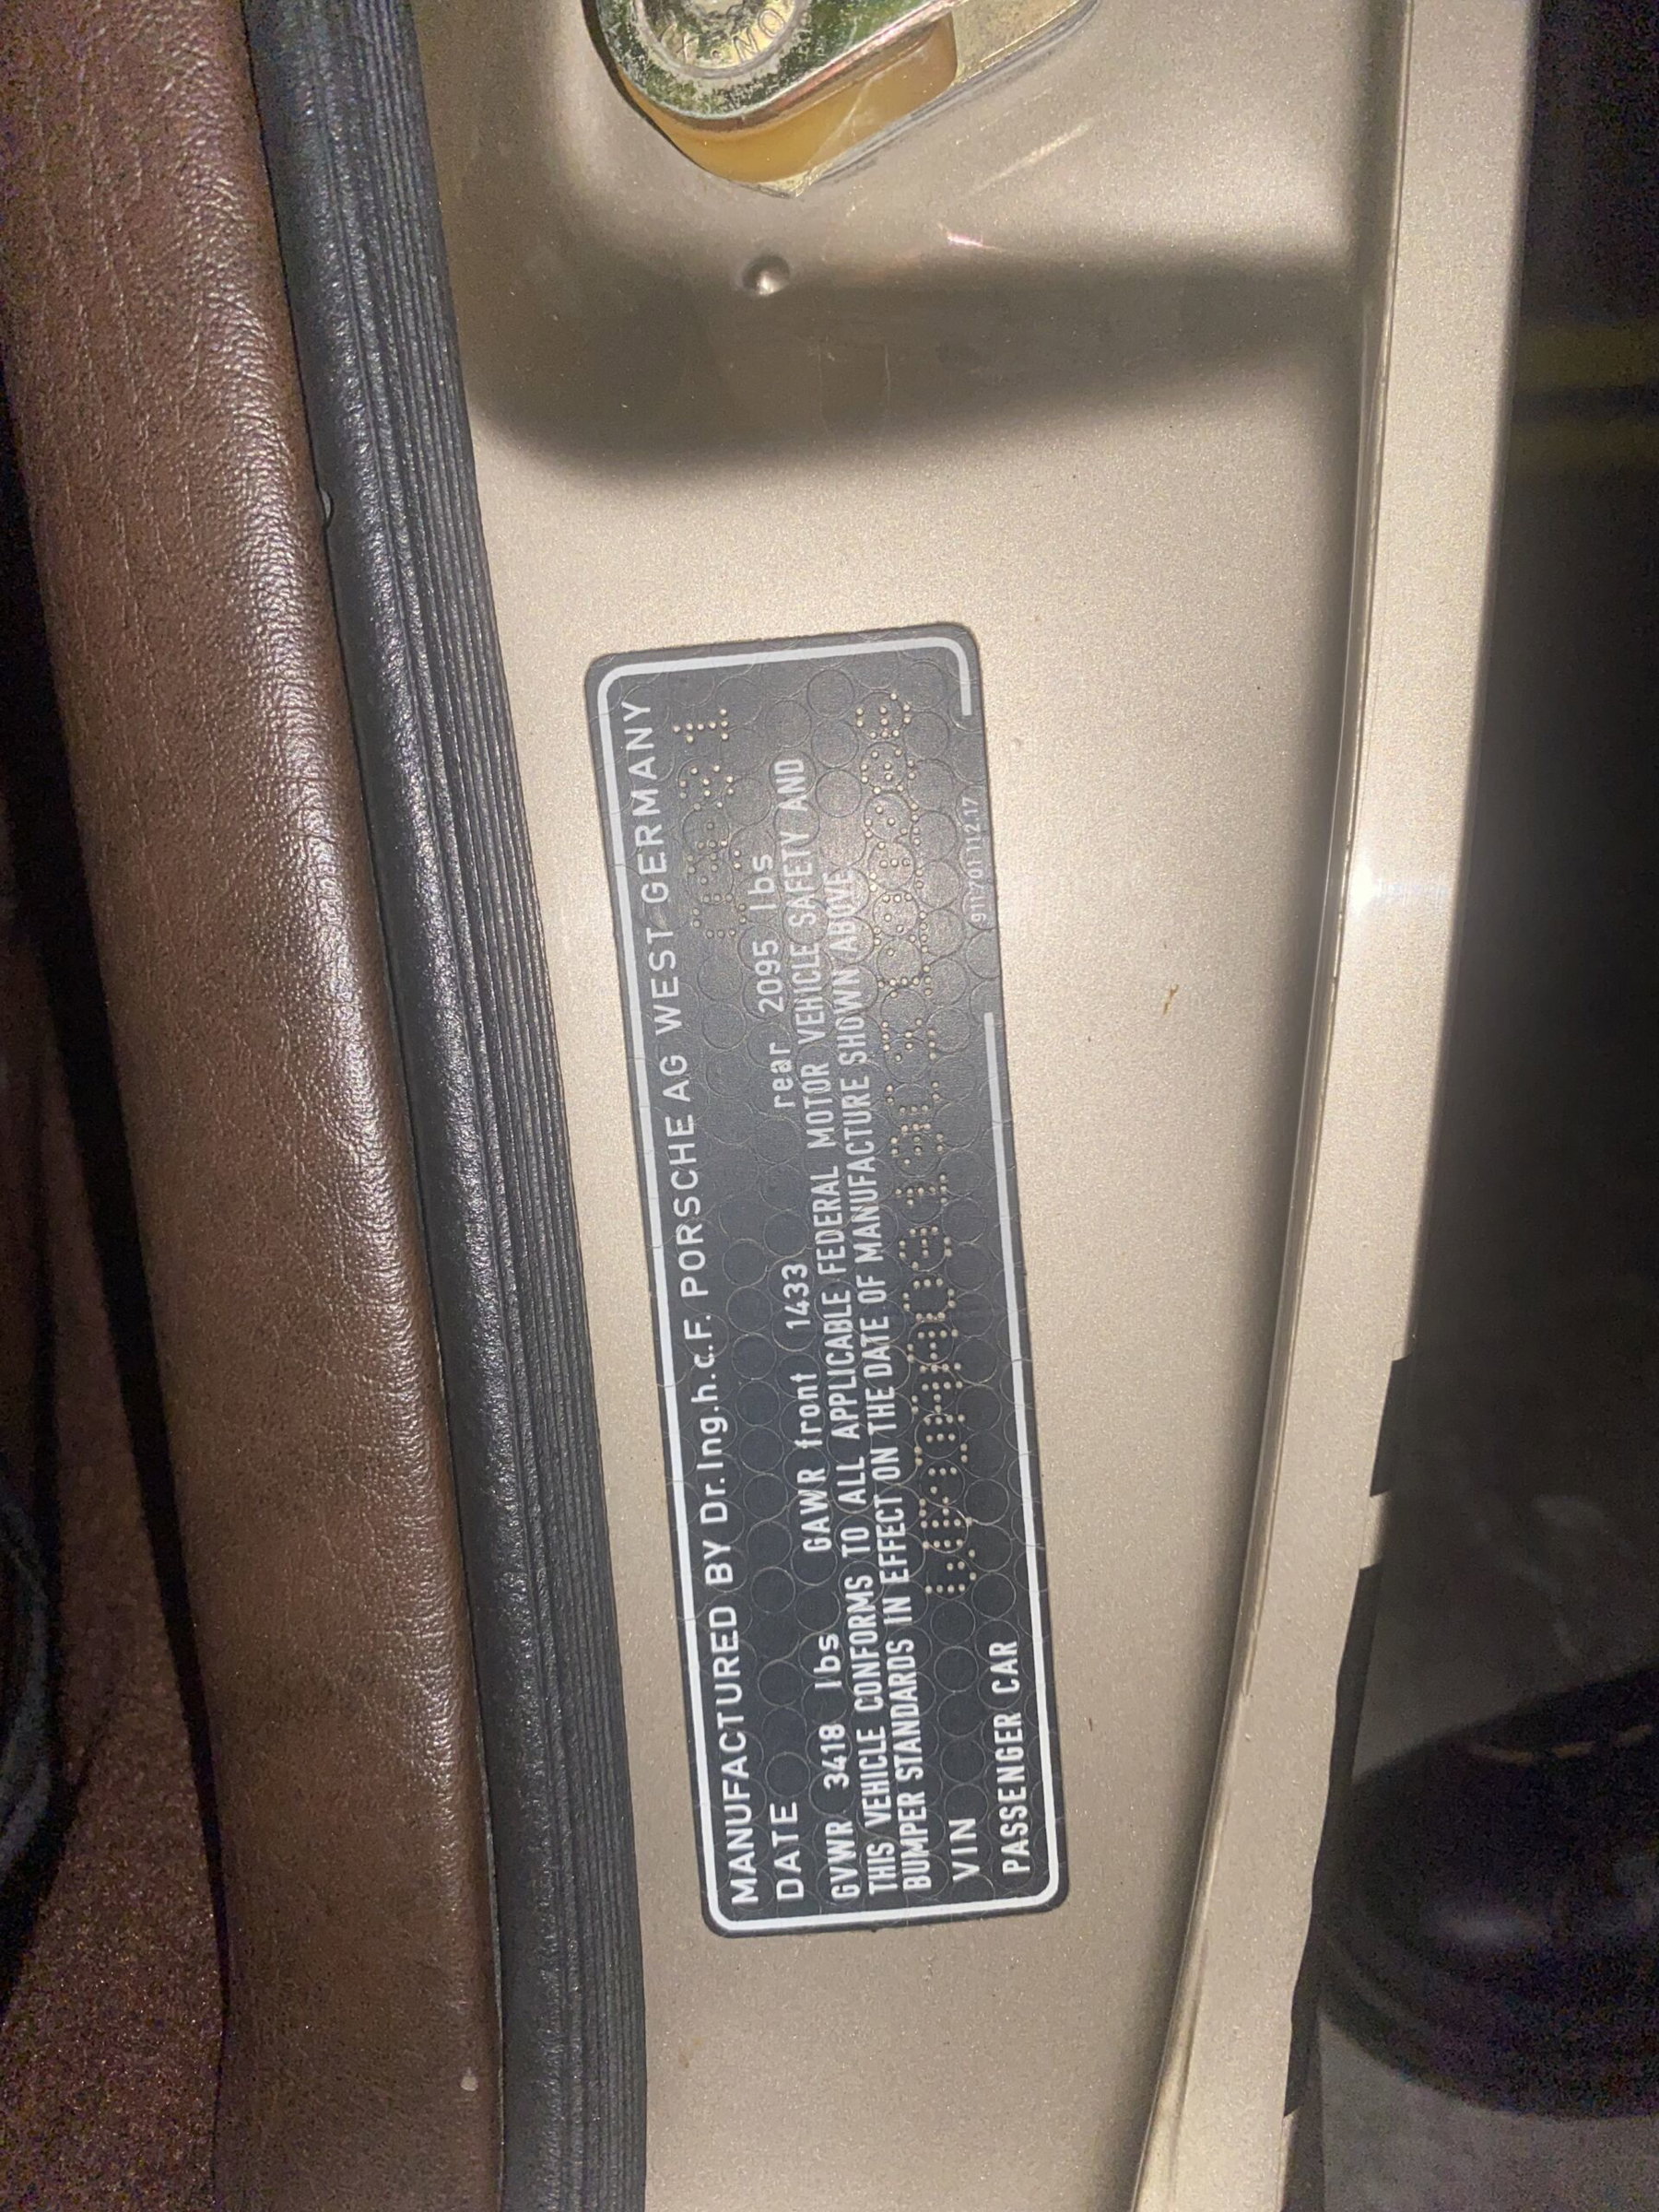 MANUFACTURED BY Dr.Ing.h.c.F. PORSCHE AG WEST GERMANY
DATE
GVWR 3418 lbs GAWR front 1433 rear 2095 lbs
THIS VEHICLE CONFORMS TO ALL APPLICABLE FEDERAL MOTOR VEHICLE SAFETY AND
BUMPER STANDARDS IN EFFECT ON THE DATE OF MANUFACTURE SHOWN ABOVE
VIN
PASSENGER CAR
911 701 112 17